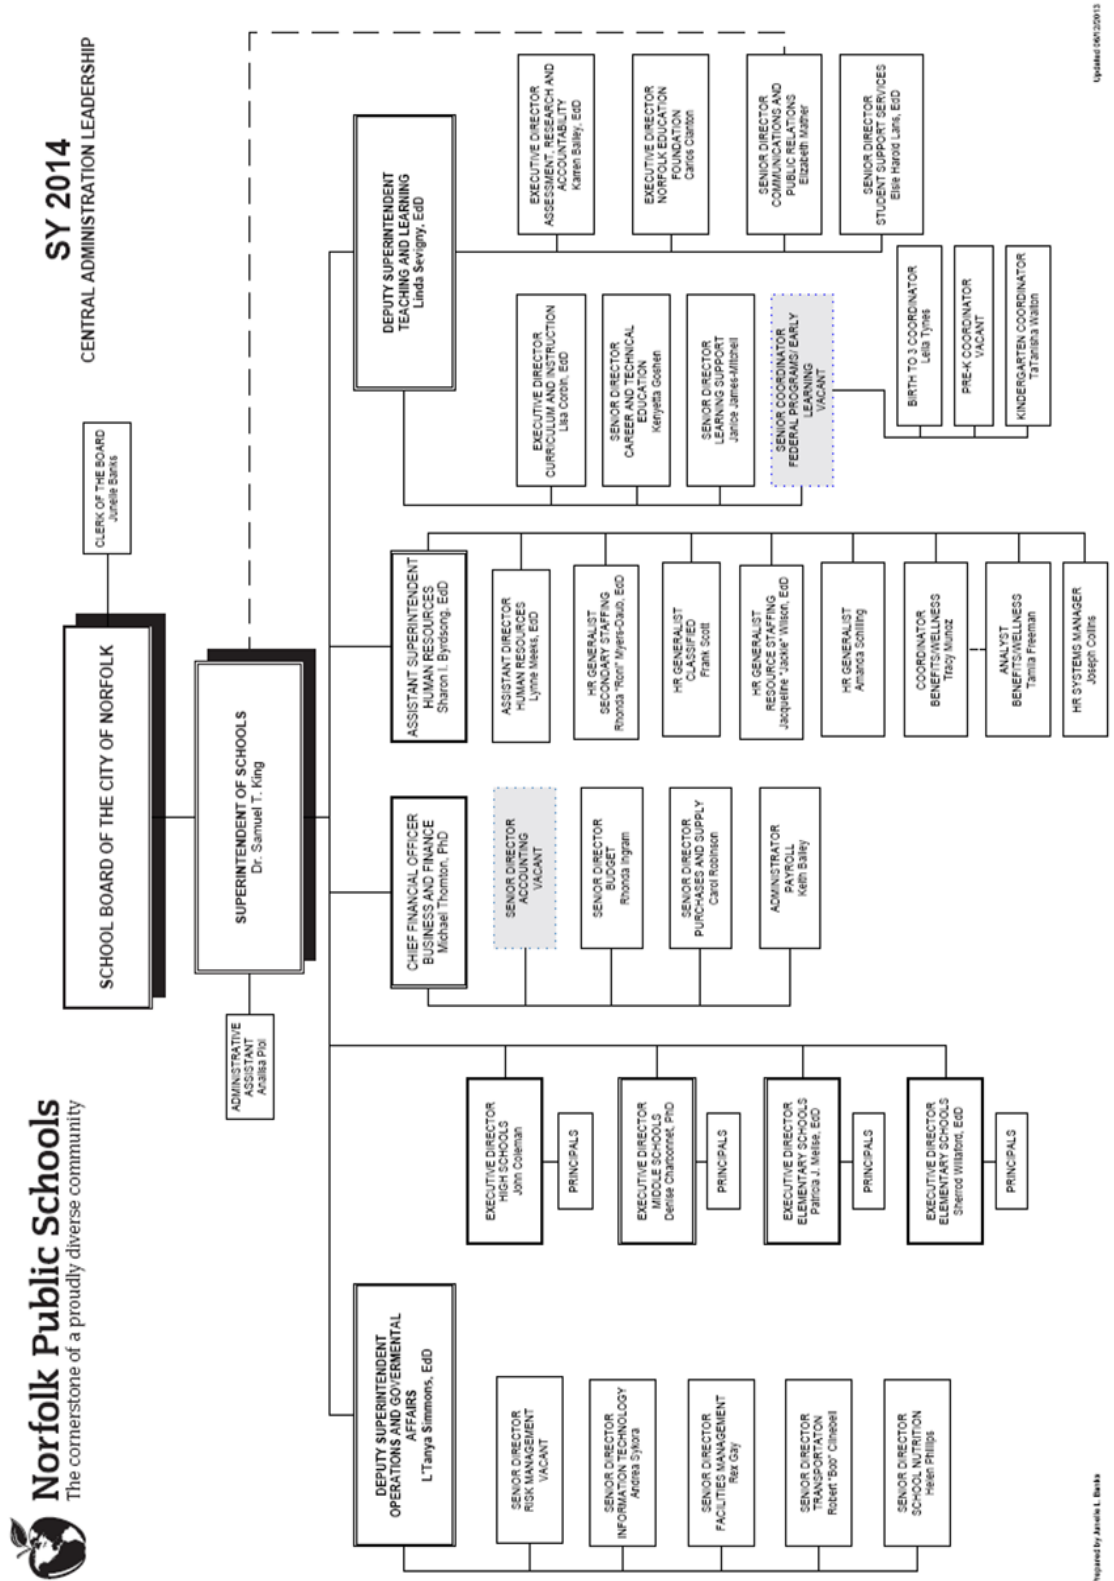 Norfolk Public Schools
The cornerstone of a proudly diverse community
SY 2014
CENTRAL ADMINISTRATION LEADERSHIP
SCHOOL BOARD OF THE CITY OF NORFOLK
CLERK OF THE BOARD
Junelle Banks
SUPERINTENDENT OF SCHOOLS
Dr. Samuel T. King
ADMINISTRATIVE
ASSISTANT
Analisa Piol
DEPUTY SUPERINTENDENT
OPERATIONS AND GOVERMENTAL
AFFAIRS
L'Tanya Simmons, EdD
SENIOR DIRECTOR
RISK MANAGEMENT
VACANT
SENIOR DIRECTOR
INFORMATION TECHNOLOGY
Andrea Sykora
SENIOR DIRECTOR
FACILITIES MANAGEMENT
Rex Gay
SENIOR DIRECTOR
TRANSPORTATON
Robert "Bob" Clinebell
SENIOR DIRECTOR
SCHOOL NUTRITION
Helen Phillips
EXECUTIVE DIRECTOR
HIGH SCHOOLS
John Coleman
PRINCIPALS
EXECUTIVE DIRECTOR
MIDDLE SCHOOLS
Denise Charbonnet, PhD
PRINCIPALS
EXECUTIVE DIRECTOR
ELEMENTARY SCHOOLS
Patricia J. Melise, EdD
PRINCIPALS
EXECUTIVE DIRECTOR
ELEMENTARY SCHOOLS
Sherrod Willaford, EdD
PRINCIPALS
CHIEF FINANCIAL OFFICER
BUSINESS AND FINANCE
Michael Thornton, PhD
SENIOR DIRECTOR
ACCOUNTING
VACANT
SENIOR DIRECTOR
BUDGET
Rhonda Ingram
SENIOR DIRECTOR
PURCHASES AND SUPPLY
Carol Robinson
ADMINISTRATOR
PAYROLL
Keith Bailey
ASSISTANT SUPERINTENDENT
HUMAN RESOURCES
Sharon I. Byrdsong, EdD
ASSISTANT DIRECTOR
HUMAN RESOURCES
Lynne Meeks, EdD
HR GENERALIST
SECONDARY STAFFING
Rhonda "Roni" Myers-Daub, EdD
HR GENERALIST
CLASSIFIED
Frank Scott
HR GENERALIST
RESOURCE STAFFING
Jacqueline "Jackie" Wilson, EdD
HR GENERALIST
Amanda Schilling
COORDINATOR
BENEFITS/WELLNESS
Tracy Munoz
ANALYST
BENEFITS/WELLNESS
Tamila Freeman
HR SYSTEMS MANAGER
Joseph Collins
DEPUTY SUPERINTENDENT
TEACHING AND LEARNING
Linda Sevigny, EdD
EXECUTIVE DIRECTOR
CURRICULUM AND INSTRUCTION
Lisa Corbin, EdD
SENIOR DIRECTOR
CAREER AND TECHNICAL
EDUCATION
Kenyetta Goshen
SENIOR DIRECTOR
LEARNING SUPPORT
Janice James-Mitchell
SENIOR COORDINATOR
FEDERAL PROGRAMS/ EARLY
LEARNING
VACANT
BIRTH TO 3 COORDINATOR
Lella Tynes
PRE-K COORDINATOR
VACANT
KINDERGARTEN COORDINATOR
TaTanisha Walton
EXECUTIVE DIRECTOR
ASSESSMENT, RESEARCH AND
ACCOUNTABILITY
Karren Bailey, EdD
EXECUTIVE DIRECTOR
NORFOLK EDUCATION
FOUNDATION
Carlos Clanton
SENIOR DIRECTOR
COMMUNICATIONS AND
PUBLIC RELATIONS
Elizabeth Mather
SENIOR DIRECTOR
STUDENT SUPPORT SERVICES
Elsie Harold Lans, EdD
L. Banks
Updated 06/12/2013